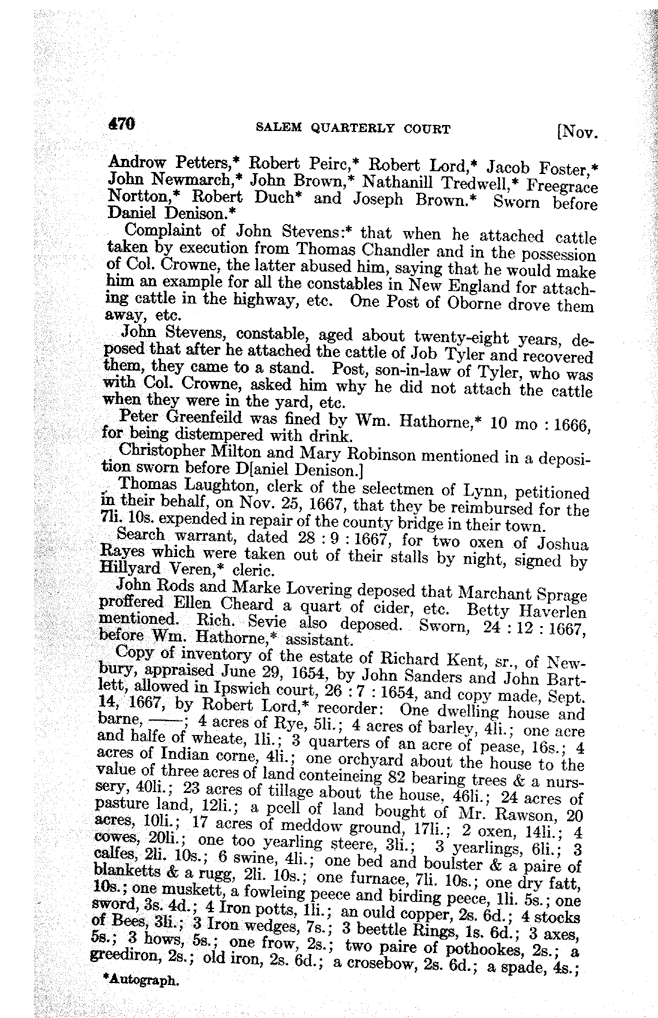 470 SALEM QUARTERLY COURT [Nov.
Androw Petters,* Robert Peirc,* Robert Lord,* Jacob Foster,*
John Newmarch,* John Brown,* Nathanill Tredwell,* Freegrace
Nortton,* Robert Duch* and Joseph Brown.* Sworn before
Daniel Denison.*
Complaint of John Stevens:* that when he attached cattle
taken by execution from Thomas Chandler and in the possession
of Col. Crowne, the latter abused him, saying that he would make
him an example for all the constables in New England for attach-
ing cattle in the highway, etc. One Post of Oborne drove them
away, etc.
John Stevens, constable, aged about twenty-eight years, de-
posed that after he attached the cattle of Job Tyler and recovered
them, they came to a stand. Post, son-in-law of Tyler, who was
with Col. Crowne, asked him why he did not attach the cattle
when they were in the yard, etc.
Peter Greenfeild was fined by Wm. Hathorne,* 10 mo : 1666,
for being distempered with drink.
Christopher Milton and Mary Robinson mentioned in a deposi-
tion sworn before D[aniel Denison.]
Thomas Laughton, clerk of the selectmen of Lynn, petitioned
in their behalf, on Nov. 25, 1667, that they be reimbursed for the
7li. 10s. expended in repair of the county bridge in their town.
Search warrant, dated 28 : 9 : 1667, for two oxen of Joshua
Rayes which were taken out of their stalls by night, signed by
Hillyard Veren,* cleric.
John Rods and Marke Lovering deposed that Marchant Sprage
proffered Ellen Cheard a quart of cider, etc. Betty Haverlen
mentioned. Rich. Sevie also deposed. Sworn, 24 : 12 : 1667,
before Wm. Hathorne,* assistant.
Copy of inventory of the estate of Richard Kent, sr., of New-
bury, appraised June 29, 1654, by John Sanders and John Bart-
lett, allowed in Ipswich court, 26 : 7 : 1654, and copy made, Sept.
14, 1667, by Robert Lord,* recorder: One dwelling house and
barne, ——; 4 acres of Rye, 5li.; 4 acres of barley, 4li.; one acre
and halfe of wheate, 1li.; 3 quarters of an acre of pease, 16s.; 4
acres of Indian corne, 4li.; one orchyard about the house to the
value of three acres of land conteineing 82 bearing trees & a nurs-
sery, 40li.; 23 acres of tillage about the house, 46li.; 24 acres of
pasture land, 12li.; a pcell of land bought of Mr. Rawson, 20
acres, 10li.; 17 acres of meddow ground, 17li.; 2 oxen, 14li.; 4
cowes, 20li.; one too yearling steere, 3li.; 3 yearlings, 6li.; 3
calfes, 2li. 10s.; 6 swine, 4li.; one bed and boulster & a paire of
blanketts & a rugg, 2li. 10s.; one furnace, 7li. 10s.; one dry fatt,
10s.; one muskett, a fowleing peece and birding peece, 1li. 5s.; one
sword, 3s. 4d.; 4 Iron potts, 1li.; an ould copper, 2s. 6d.; 4 stocks
of Bees, 3li.; 3 Iron wedges, 7s.; 3 beettle Rings, 1s. 6d.; 3 axes,
5s.; 3 hows, 5s.; one frow, 2s.; two paire of pothookes, 2s.; a
greediron, 2s.; old iron, 2s. 6d.; a crosebow, 2s. 6d.; a spade, 4s.;
*Autograph.